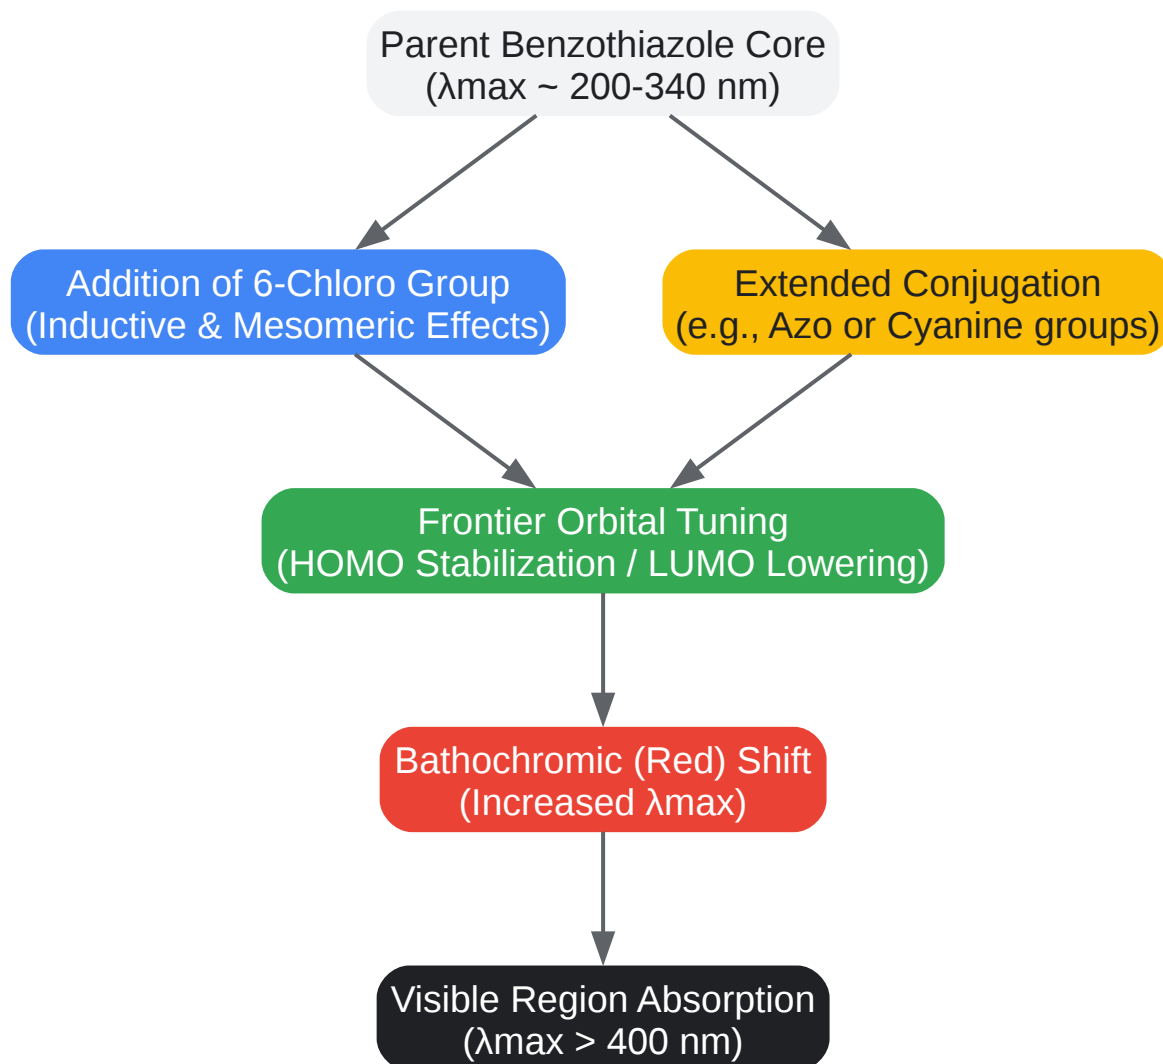 Parent Benzothiazole Core
(λmax ~ 200-340 nm)
Addition of 6-Chloro Group
(Inductive & Mesomeric Effects)
Extended Conjugation
(e.g., Azo or Cyanine groups)
Frontier Orbital Tuning
(HOMO Stabilization / LUMO Lowering)
Bathochromic (Red) Shift
(Increased λmax)
Visible Region Absorption
(λmax > 400 nm)